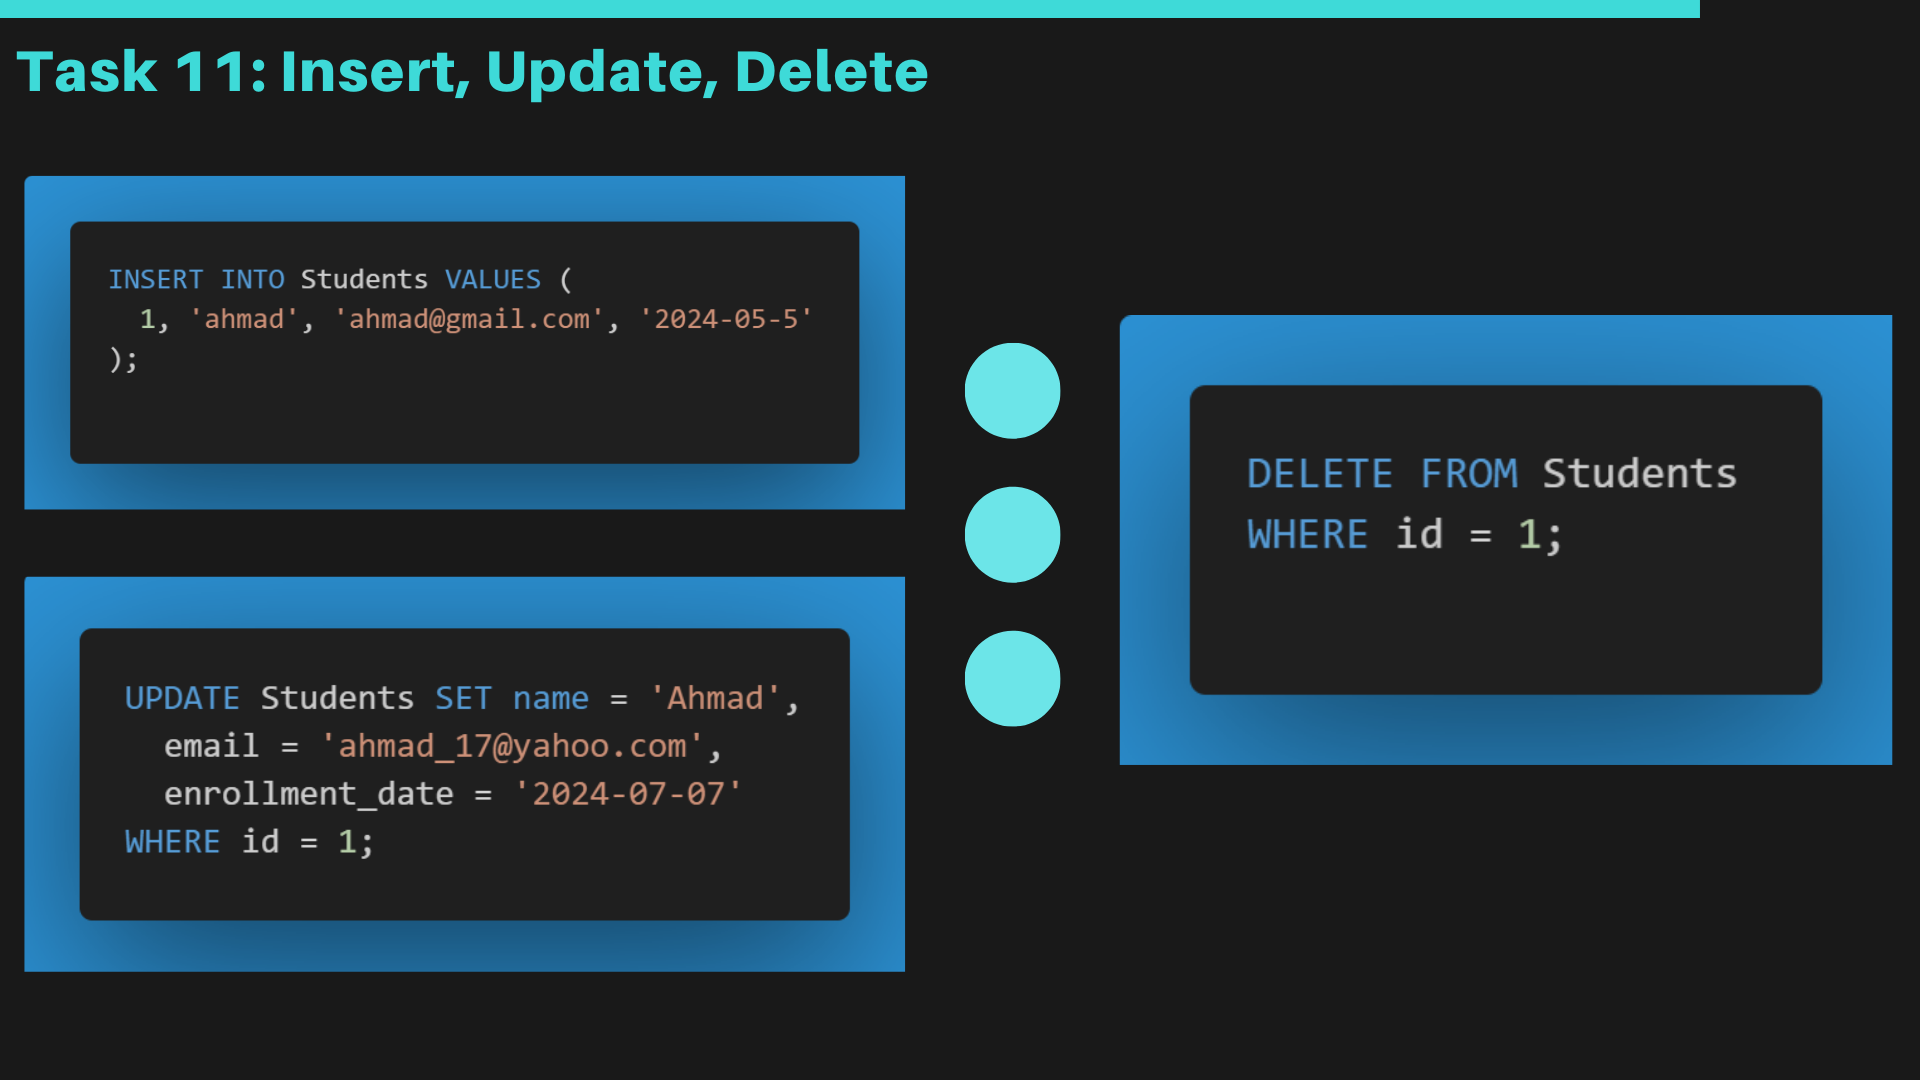 Task 11: Insert, Update, Delete
INSERT INTO Students VALUES (
  1, 'ahmad', 'ahmad@gmail.com', '2024-05-5'
);
UPDATE Students SET name = 'Ahmad',
  email = 'ahmad_17@yahoo.com',
  enrollment_date = '2024-07-07'
WHERE id = 1;
DELETE FROM Students
WHERE id = 1;